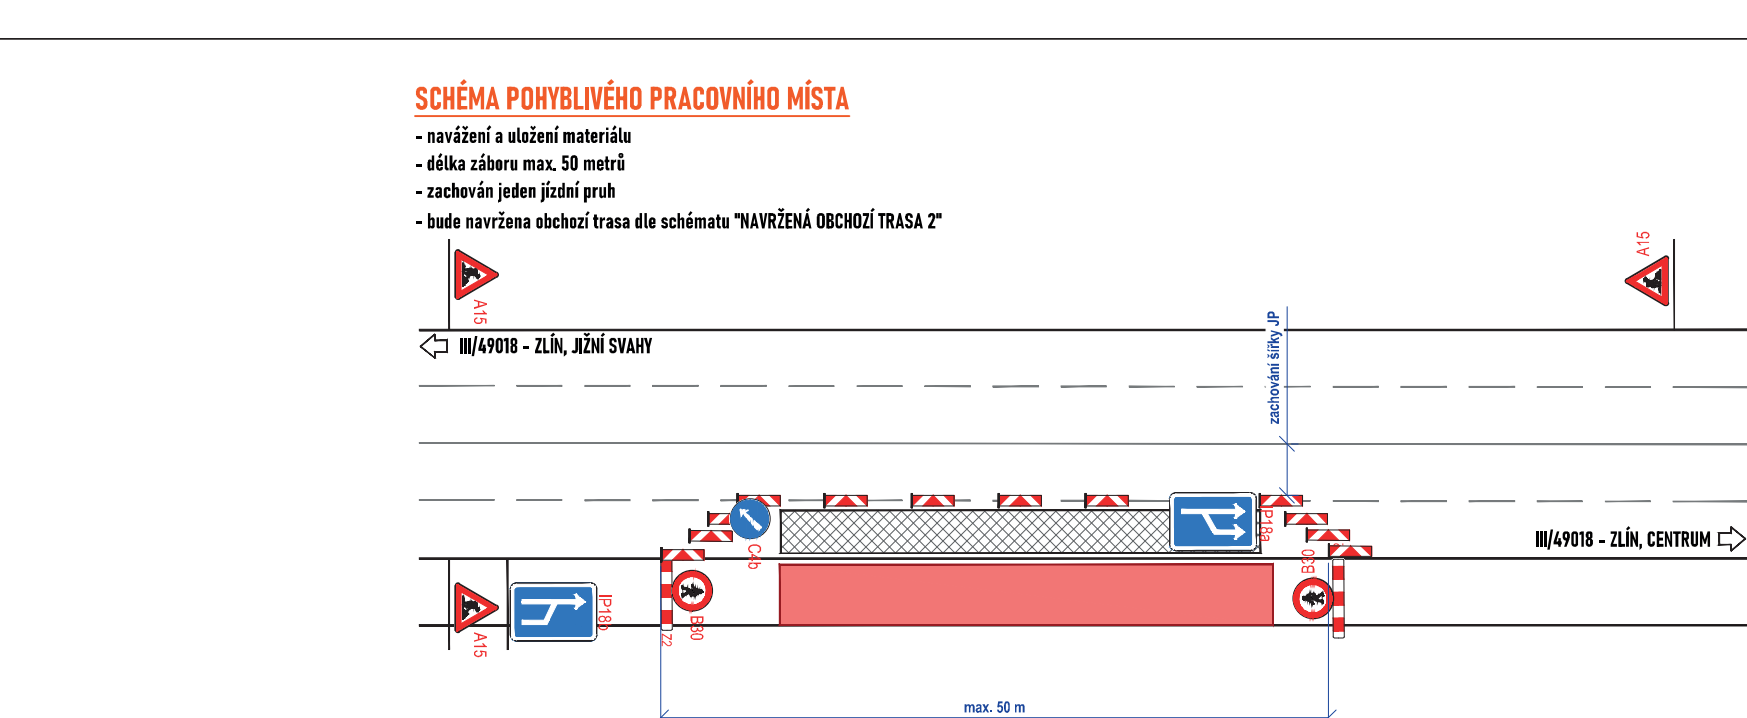 SCHÉMA POHYBLIVÉHO PRACOVNÍHO MÍSTA
- navážení a uložení materiálu
- délka záboru max. 50 metrů
- zachován jeden jízdní pruh
- bude navržena obchozí trasa dle schématu "NAVRŽENÁ OBCHOZÍ TRASA 2"
A15
A15
zachování šířky JP
III/49018 - ZLÍN, JIŽNÍ SVAHY
IP18a
C4b
III/49018 - ZLÍN, CENTRUM
B30
IP18b
B30
A15
Z2
max. 50 m